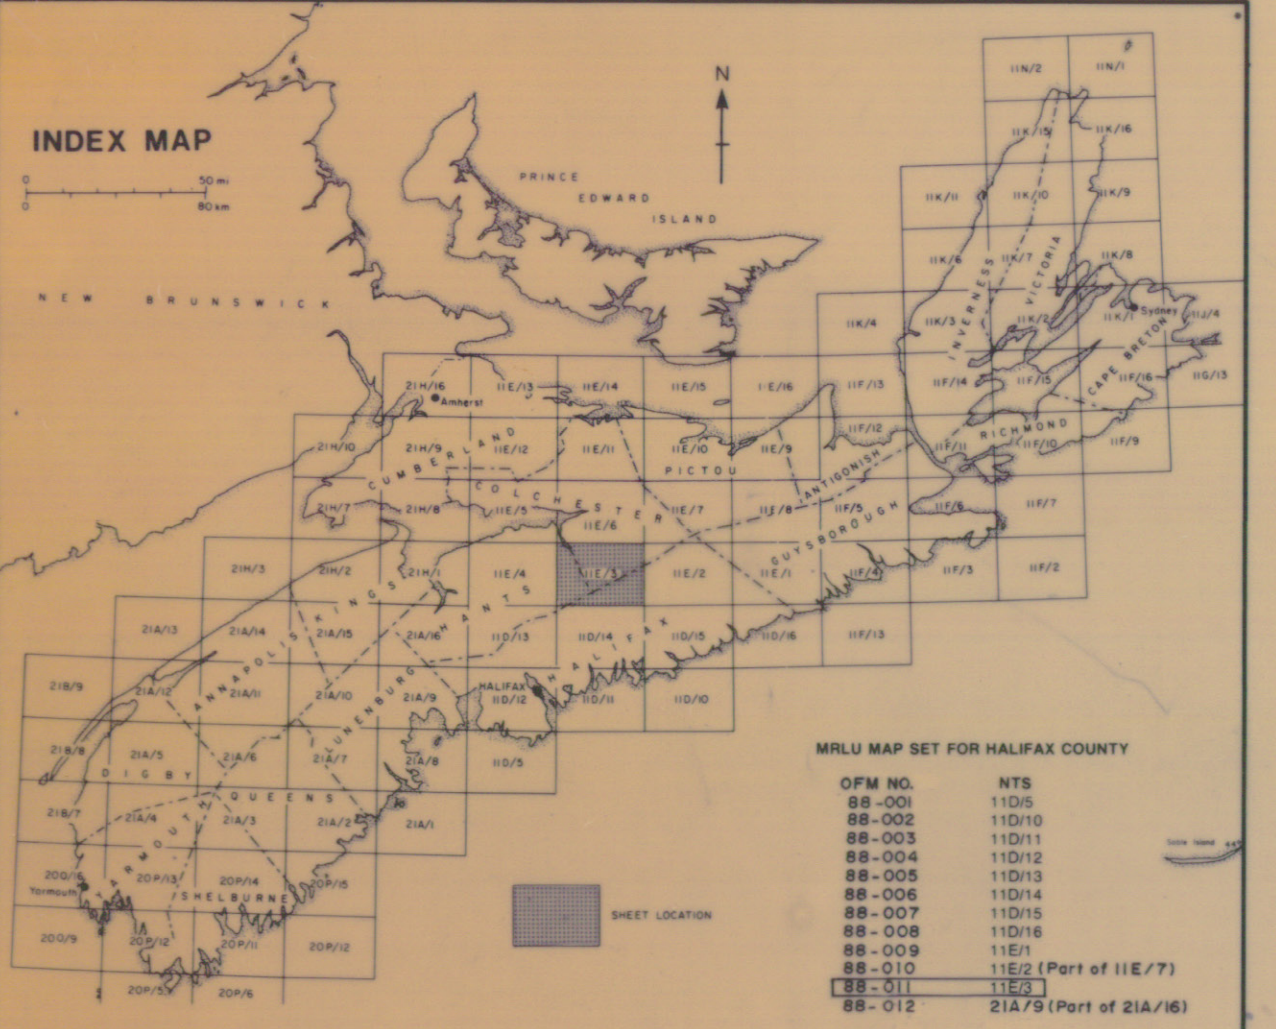 INDEX MAP
0 50 mi
0 80 km
N
PRINCE
EDWARD
ISLAND
NEW BRUNSWICK
11N/2 11N/1
11K/15 11K/16
11K/11 11K/10 11K/9
11K/6 11K/7 11K/8
INVERNESS
VICTORIA
11K/4 11K/3 11K/2 11K/1 Sydney 11J/4
CAPE BRETON
21H/16 11E/13 11E/14 11E/15 11E/16 11F/13 11F/14 11F/15 11F/16 11G/13
Amherst
21H/10 21H/9 11E/12 11E/11 11E/10 11E/9 11F/12 11F/11 11F/10 11F/9
RICHMOND
CUMBERLAND
PICTOU
ANTIGONISH
COLCHESTER
21H/7 21H/8 11E/5 11E/6 11E/7 11E/8 11F/5 11F/6 11F/7
GUYSBOROUGH
21H/3 21H/2 21H/1 11E/4 11E/3 11E/2 11E/1 11F/4 11F/3 11F/2
KINGS
HANTS
21A/13 21A/14 21A/15 21A/16 11D/13 11D/14 11D/15 11D/16 11F/13
ANNAPOLIS
HALIFAX
21B/9 21A/12 21A/11 21A/10 21A/9 HALIFAX 11D/12 11D/11 11D/10
LUNENBURG
21B/8 21A/5 21A/6 21A/7 21A/8 11D/5
DIGBY
QUEENS
21B/7 21A/4 21A/3 21A/2 21A/1
YARMOUTH
20O/16 20P/13 20P/14 20P/15
Yarmouth
SHELBURNE
20O/9 20P/12 20P/11 20P/12
20P/5 20P/6
SHEET LOCATION
MRLU MAP SET FOR HALIFAX COUNTY
OFM NO. NTS
88-001 11D/5
88-002 11D/10
88-003 11D/11
88-004 11D/12
88-005 11D/13
88-006 11D/14
88-007 11D/15
88-008 11D/16
88-009 11E/1
88-010 11E/2 (Part of 11E/7)
88-011 11E/3
88-012 21A/9 (Part of 21A/16)
Sable Island 44°